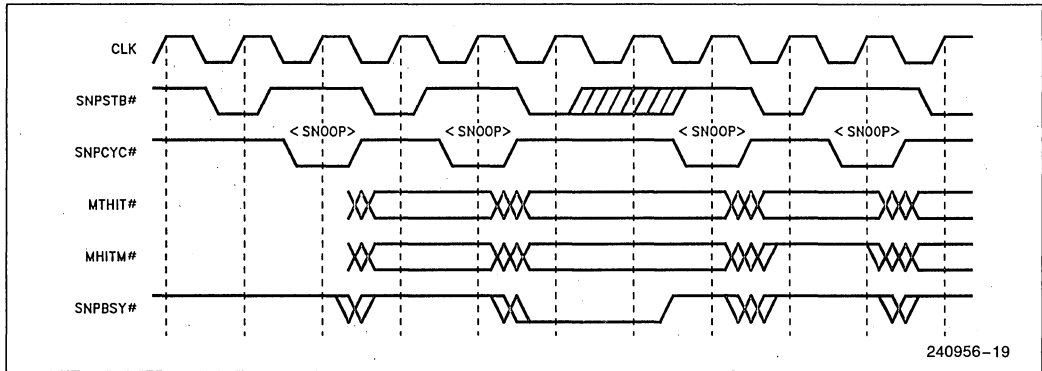 CLK
SNPSTB#
<SNOOP> <SNOOP> <SNOOP> <SNOOP>
SNPCYC#
MTHIT#
MHITM#
SNPBSY#
240956-19